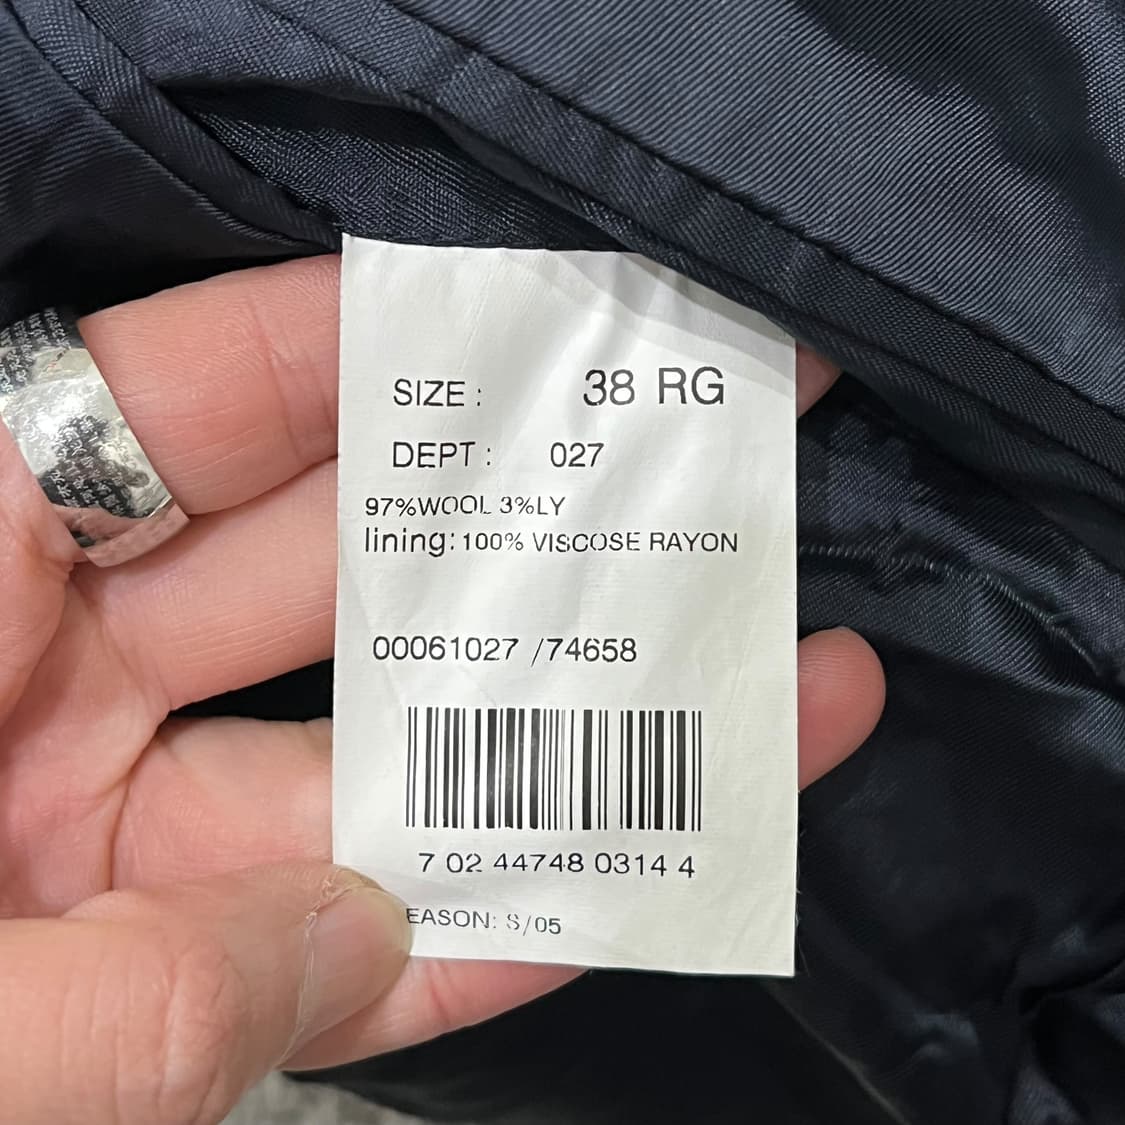 SIZE : 38 RG
DEPT : 027
97%WOOL 3%LY
lining: 100% VISCOSE RAYON
00061027 /74658
7 02 44748 0314 4
EASON: S/05